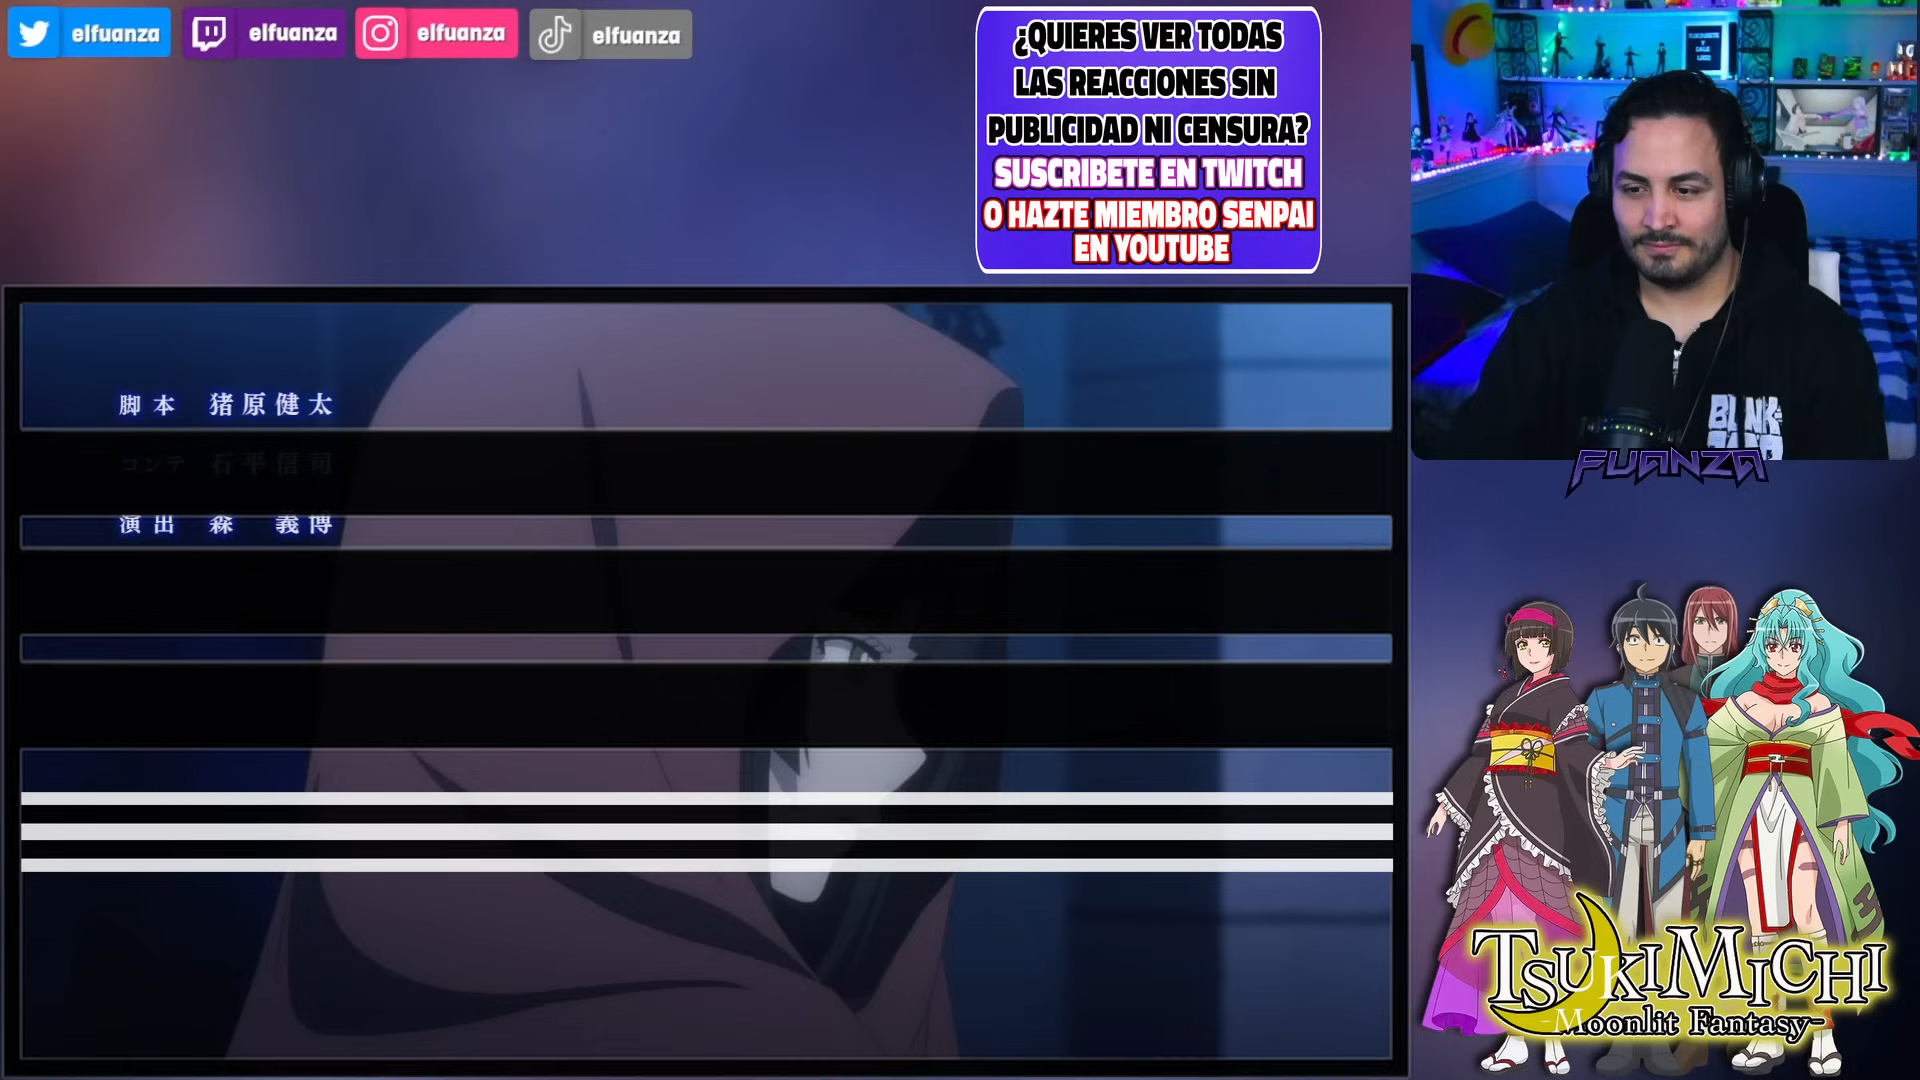 elfuanza
elfuanza
elfuanza
elfuanza
¿QUIERES VER TODAS
LAS REACCIONES SIN
PUBLICIDAD NI CENSURA?
SUSCRIBETE EN TWITCH
O HAZTE MIEMBRO SENPAI
EN YOUTUBE
脚本 猪原健太
コンテ 石平信司
演出 森 義博
FUANZA
TSUKIMICHI
-Moonlit Fantasy-